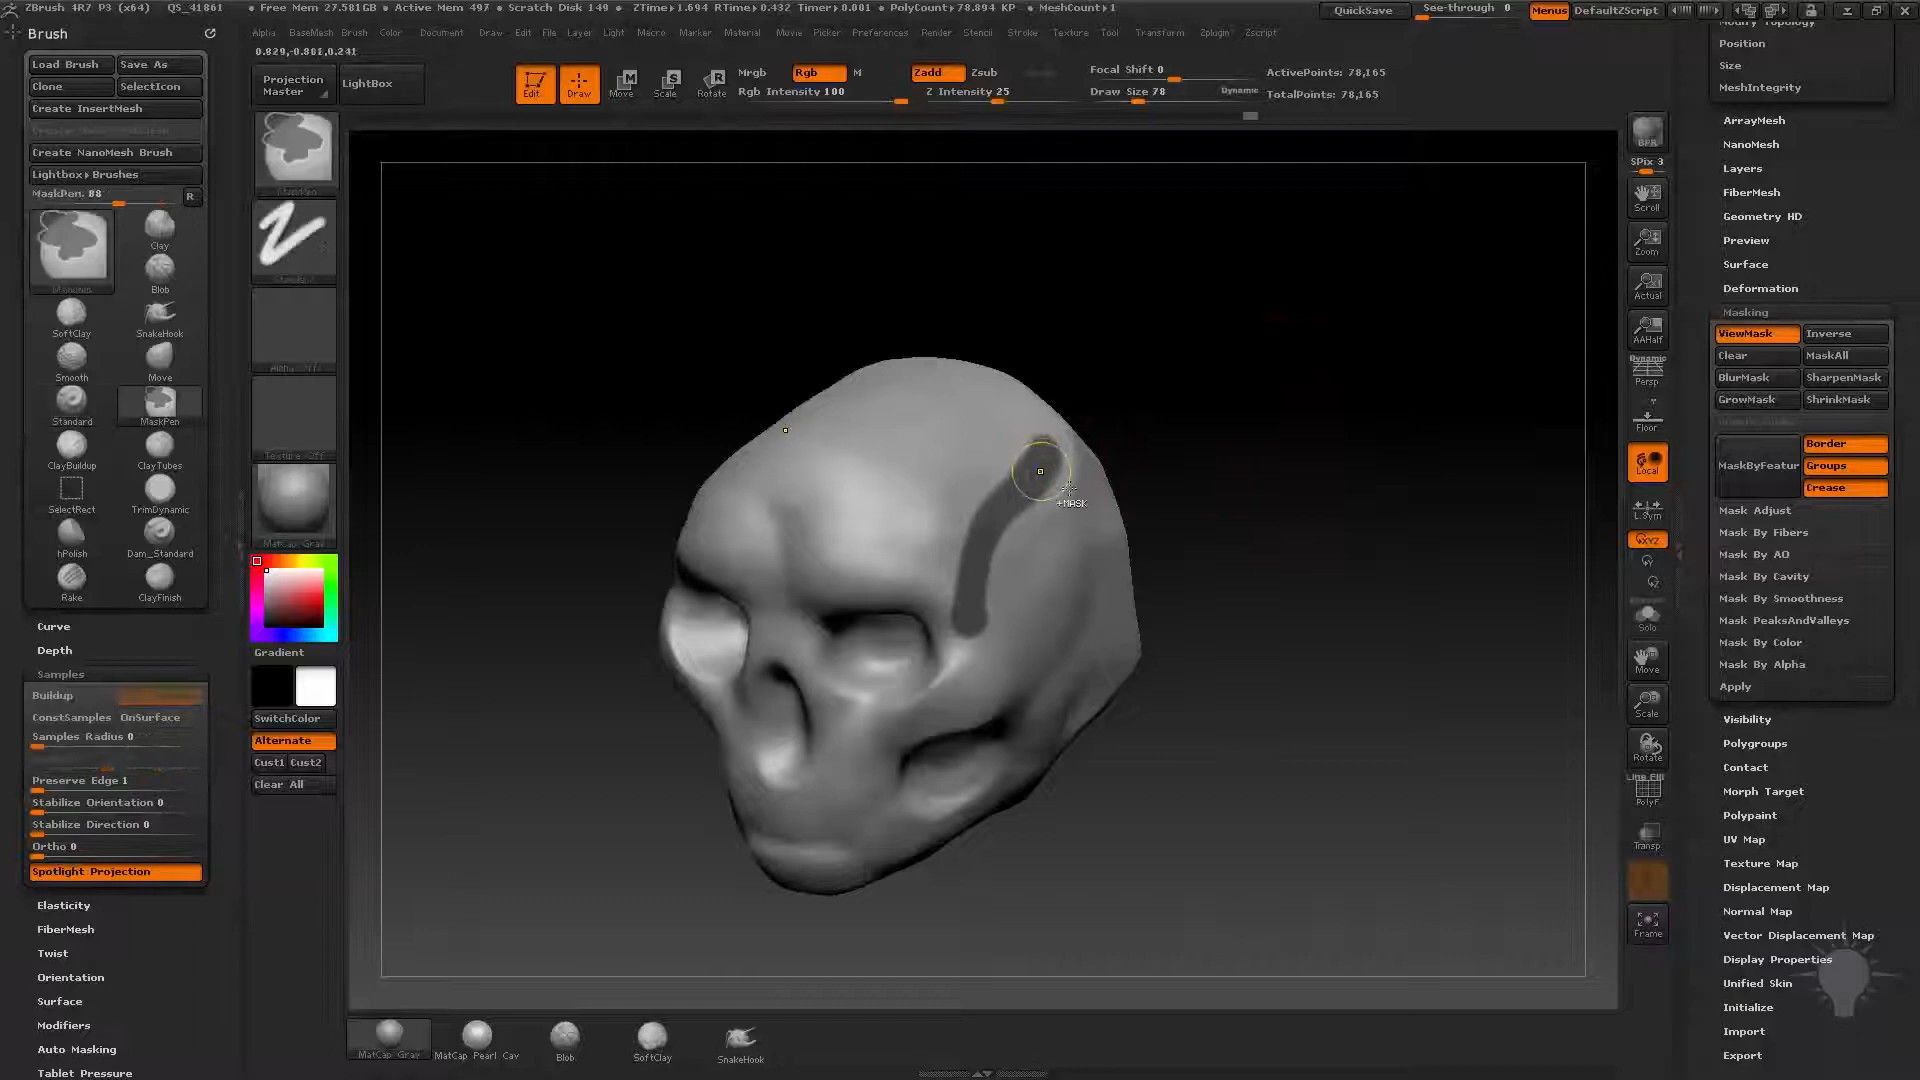 ZBrush 4R7 P3 (x64) QS_41861 • Free Mem 27.581GB • Active Mem 497 • Scratch Disk 149 • ZTime▸1.694 RTime▸0.432 Timer▸0.001 • PolyCount▸78.894 KP • MeshCount▸1 QuickSave See-through 0 Menus DefaultZScript
Brush
Alpha BaseMesh Brush Color Document Draw Edit File Layer Light Macro Marker Material Movie Picker Preferences Render Stencil Stroke Texture Tool Transform Zplugin Zscript
0.829,-0.861,0.241
Load Brush Save As
Clone SelectIcon
Create InsertMesh
Create NanoMesh Brush
Lightbox▸Brushes
MaskPen. 88 R
Clay
Blob
SoftClay SnakeHook
Smooth Move
Standard MaskPen
ClayBuildup ClayTubes
SelectRect TrimDynamic
hPolish Dam_Standard
Rake ClayFinish
Curve
Depth
Samples
Buildup
ConstSamples OnSurface
Samples Radius 0
Preserve Edge 1
Stabilize Orientation 0
Stabilize Direction 0
Ortho 0
Spotlight Projection
Elasticity
FiberMesh
Twist
Orientation
Surface
Modifiers
Auto Masking
Tablet Pressure
Projection
Master
LightBox
Edit Draw Move Scale Rotate
Mrgb Rgb M
Rgb Intensity 100
Zadd Zsub
Z Intensity 25
Focal Shift 0
Draw Size 78 Dynamic
ActivePoints: 78,165
TotalPoints: 78,165
Gradient
SwitchColor
Alternate
Cust1 Cust2
Clear All
+MASK
MatCap Gray MatCap Pearl Cav Blob SoftClay SnakeHook
BPR
SPix 3
Scroll
Zoom
Actual
AAHalf
Dynamic
Persp
Floor
Local
L.Sym
Solo
Move
Scale
Rotate
Line Fill
PolyF
Transp
Frame
Modify Topology
Position
Size
MeshIntegrity
ArrayMesh
NanoMesh
Layers
FiberMesh
Geometry HD
Preview
Surface
Deformation
Masking
ViewMask Inverse
Clear MaskAll
BlurMask SharpenMask
GrowMask ShrinkMask
MaskByFeatur Border
Groups
Crease
Mask Adjust
Mask By Fibers
Mask By AO
Mask By Cavity
Mask By Smoothness
Mask PeaksAndValleys
Mask By Color
Mask By Alpha
Apply
Visibility
Polygroups
Contact
Morph Target
Polypaint
UV Map
Texture Map
Displacement Map
Normal Map
Vector Displacement Map
Display Properties
Unified Skin
Initialize
Import
Export